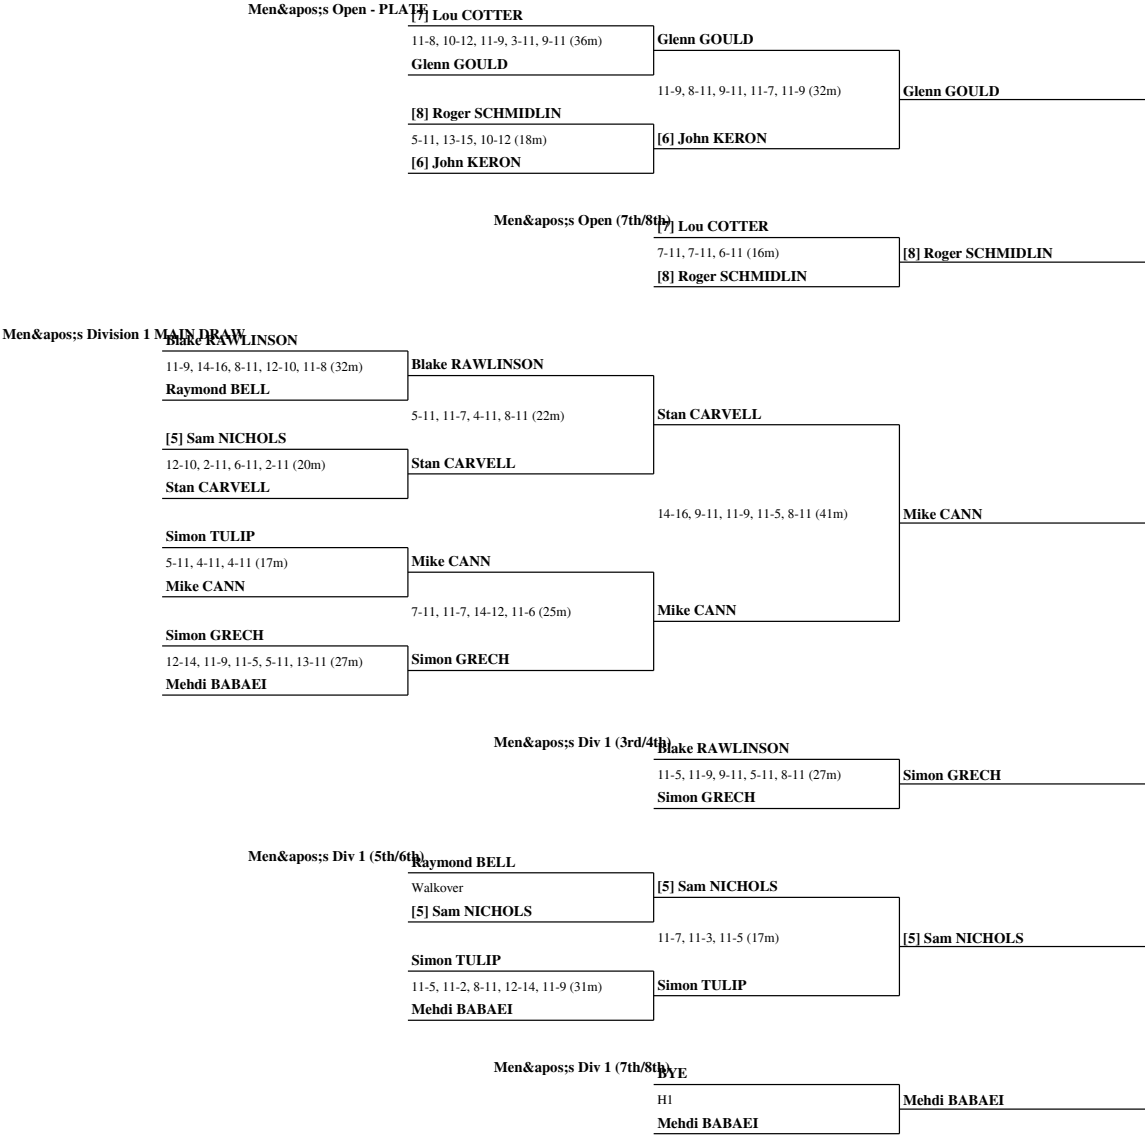 Men&apos;s Open - PLATE
[7] Lou COTTER
11-8, 10-12, 11-9, 3-11, 9-11 (36m)
Glenn GOULD
Glenn GOULD
11-9, 8-11, 9-11, 11-7, 11-9 (32m)
Glenn GOULD
[8] Roger SCHMIDLIN
5-11, 13-15, 10-12 (18m)
[6] John KERON
[6] John KERON
Men&apos;s Open (7th/8th)
[7] Lou COTTER
7-11, 7-11, 6-11 (16m)
[8] Roger SCHMIDLIN
[8] Roger SCHMIDLIN
Men&apos;s Division 1 MAIN DRAW
Blake RAWLINSON
11-9, 14-16, 8-11, 12-10, 11-8 (32m)
Blake RAWLINSON
Raymond BELL
5-11, 11-7, 4-11, 8-11 (22m)
Stan CARVELL
[5] Sam NICHOLS
12-10, 2-11, 6-11, 2-11 (20m)
Stan CARVELL
Stan CARVELL
14-16, 9-11, 11-9, 11-5, 8-11 (41m)
Mike CANN
Simon TULIP
5-11, 4-11, 4-11 (17m)
Mike CANN
Mike CANN
7-11, 11-7, 14-12, 11-6 (25m)
Mike CANN
Simon GRECH
12-14, 11-9, 11-5, 5-11, 13-11 (27m)
Simon GRECH
Mehdi BABAEI
Men&apos;s Div 1 (3rd/4th)
Blake RAWLINSON
11-5, 11-9, 9-11, 5-11, 8-11 (27m)
Simon GRECH
Simon GRECH
Men&apos;s Div 1 (5th/6th)
Raymond BELL
Walkover
[5] Sam NICHOLS
[5] Sam NICHOLS
11-7, 11-3, 11-5 (17m)
[5] Sam NICHOLS
Simon TULIP
11-5, 11-2, 8-11, 12-14, 11-9 (31m)
Simon TULIP
Mehdi BABAEI
Men&apos;s Div 1 (7th/8th)
BYE
H1
Mehdi BABAEI
Mehdi BABAEI